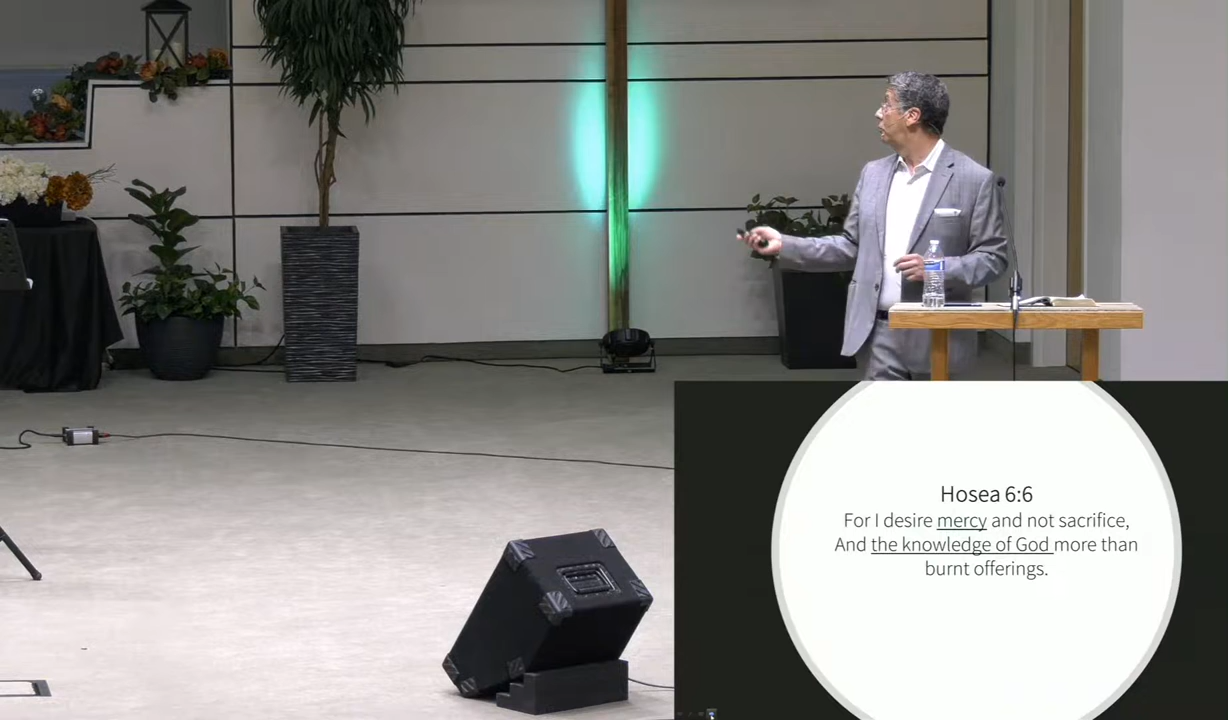 Hosea 6:6
For I desire mercy and not sacrifice,
And the knowledge of God more than
burnt offerings.